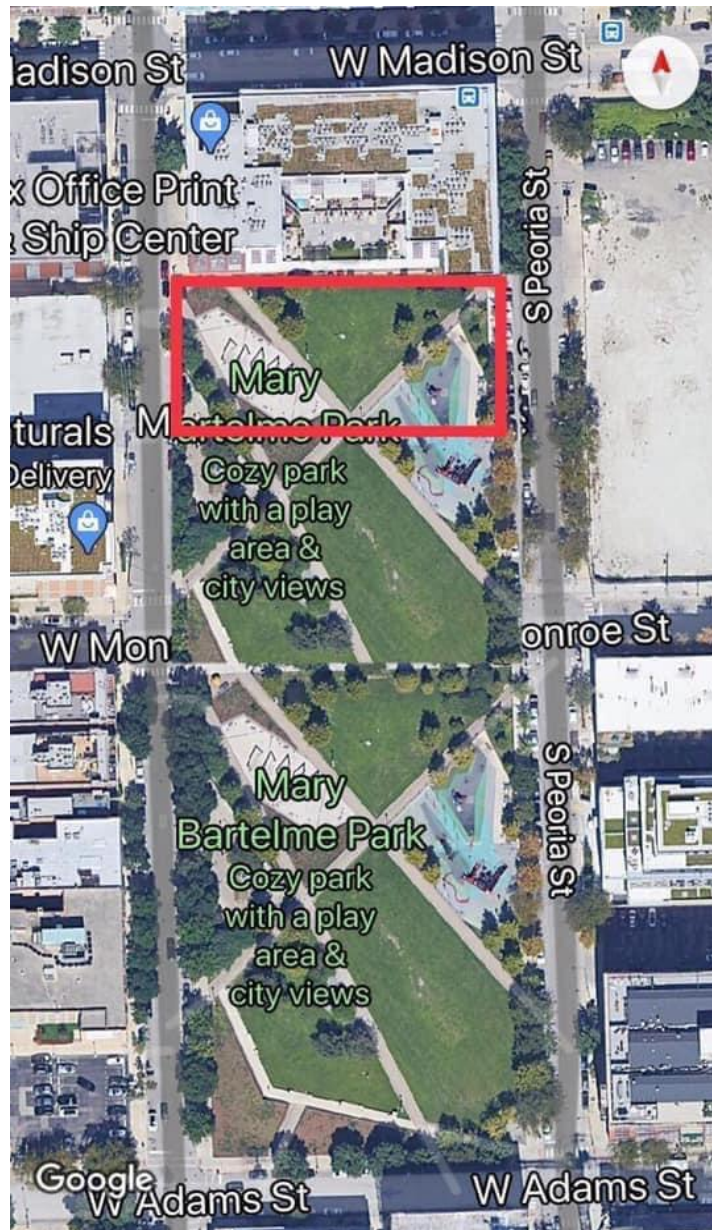 Madison St
W Madison St
x Office Print
& Ship Center
S Peoria St
Mary
M artelme Park
turals
Delivery
Cozy park
with a play
area &
city views
W Mon
onroe St
Mary
Bartelme Park
S Peoria St
Cozy park
with a play
area &
city views
Google
W Adams St
W Adams St